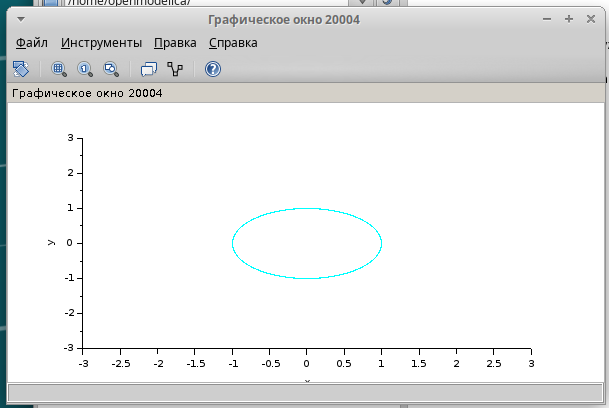 /home/openmodelica/
Графическое окно 20004
Файл Инструменты Правка Справка
Графическое окно 20004
3
2
1
y 0
-1
-2
-3
-3 -2.5 -2 -1.5 -1 -0.5 0 0.5 1 1.5 2 2.5 3